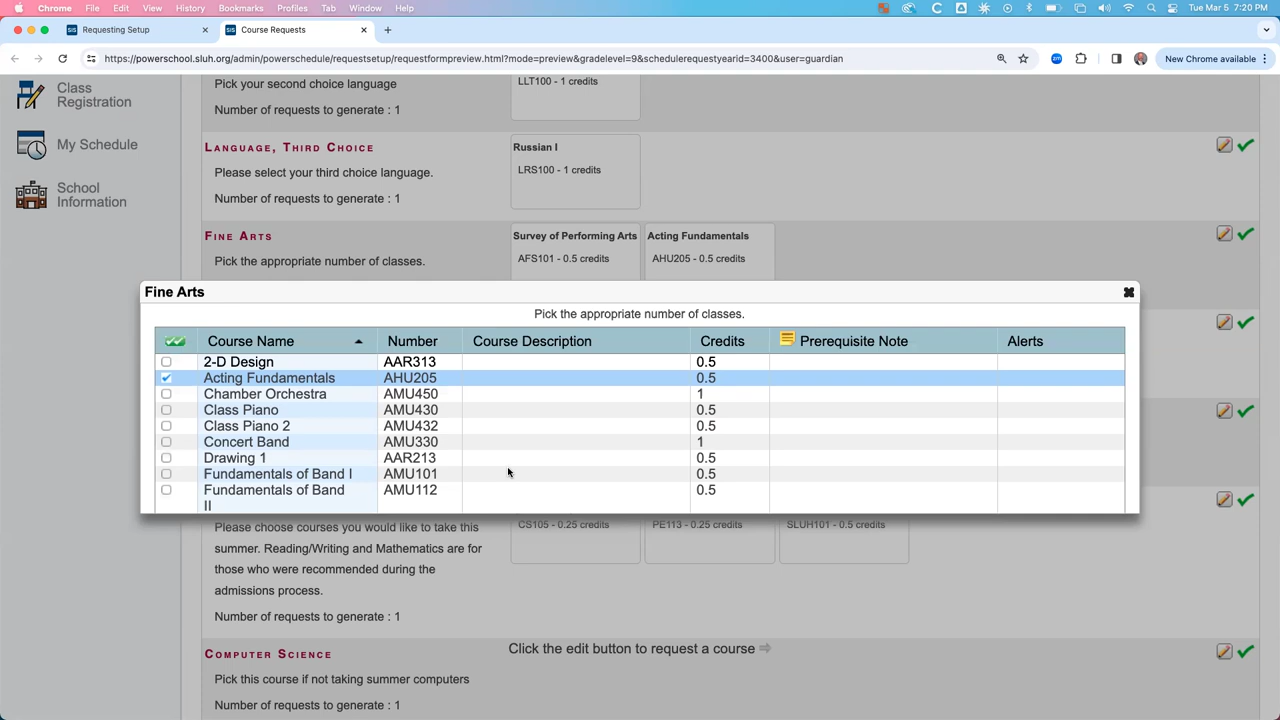 Chrome File Edit View History Bookmarks Profiles Tab Window Help Tue Mar 5 7:20 PM
SIS Requesting Setup SIS Course Requests
https://powerschool.sluh.org/admin/powerschedule/requestsetup/requestformpreview.html?mode=preview&gradelevel=9&schedulerequestyearid=3400&user=guardian New Chrome available
Class
Registration
My Schedule
School
Information
Pick your second choice language LLT100 - 1 credits
Number of requests to generate : 1
LANGUAGE, THIRD CHOICE Russian I
Please select your third choice language. LRS100 - 1 credits
Number of requests to generate : 1
FINE ARTS Survey of Performing Arts Acting Fundamentals
Pick the appropriate number of classes. AFS101 - 0.5 credits AHU205 - 0.5 credits
Fine Arts
Pick the appropriate number of classes.
Course Name Number Course Description Credits Prerequisite Note Alerts
2-D Design AAR313 0.5
Acting Fundamentals AHU205 0.5
Chamber Orchestra AMU450 1
Class Piano AMU430 0.5
Class Piano 2 AMU432 0.5
Concert Band AMU330 1
Drawing 1 AAR213 0.5
Fundamentals of Band I AMU101 0.5
Fundamentals of Band AMU112 0.5
II
Please choose courses you would like to take this CS105 - 0.25 credits PE113 - 0.25 credits SLUH101 - 0.5 credits
summer. Reading/Writing and Mathematics are for
those who were recommended during the
admissions process.
Number of requests to generate : 1
COMPUTER SCIENCE Click the edit button to request a course
Pick this course if not taking summer computers
Number of requests to generate : 1